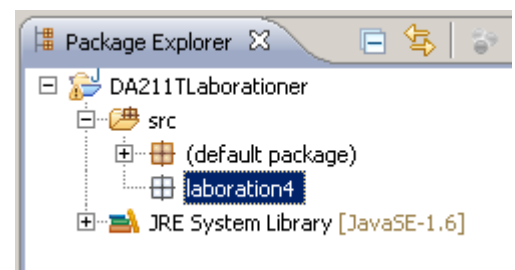 Package Explorer
DA211TLaborationer
src
(default package)
laboration4
JRE System Library [JavaSE-1.6]